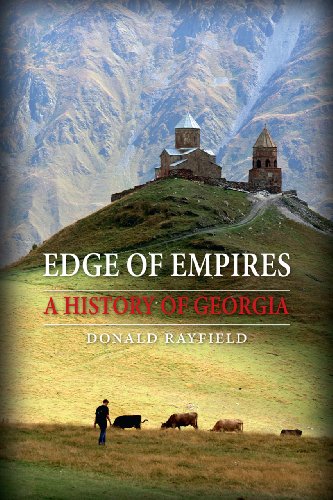 EDGE OF EMPIRES
A HISTORY OF GEORGIA
DONALD RAYFIELD